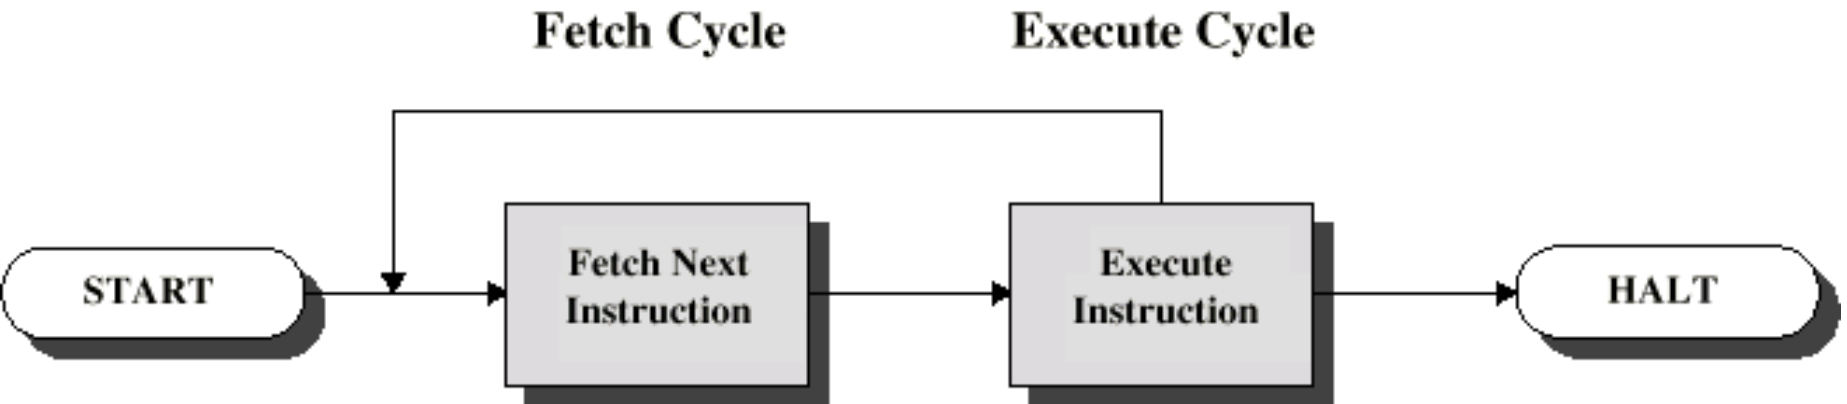 Fetch Cycle
Execute Cycle
START
Fetch Next
Instruction
Execute
Instruction
HALT